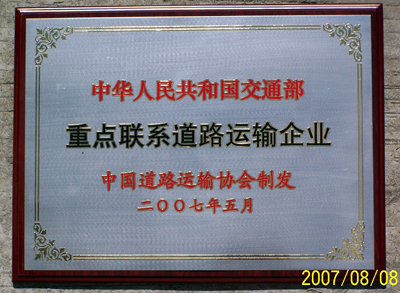 中华人民共和国交通部
重点联系道路运输企业
中国道路运输协会制发
二〇〇七年五月
2007/08/08